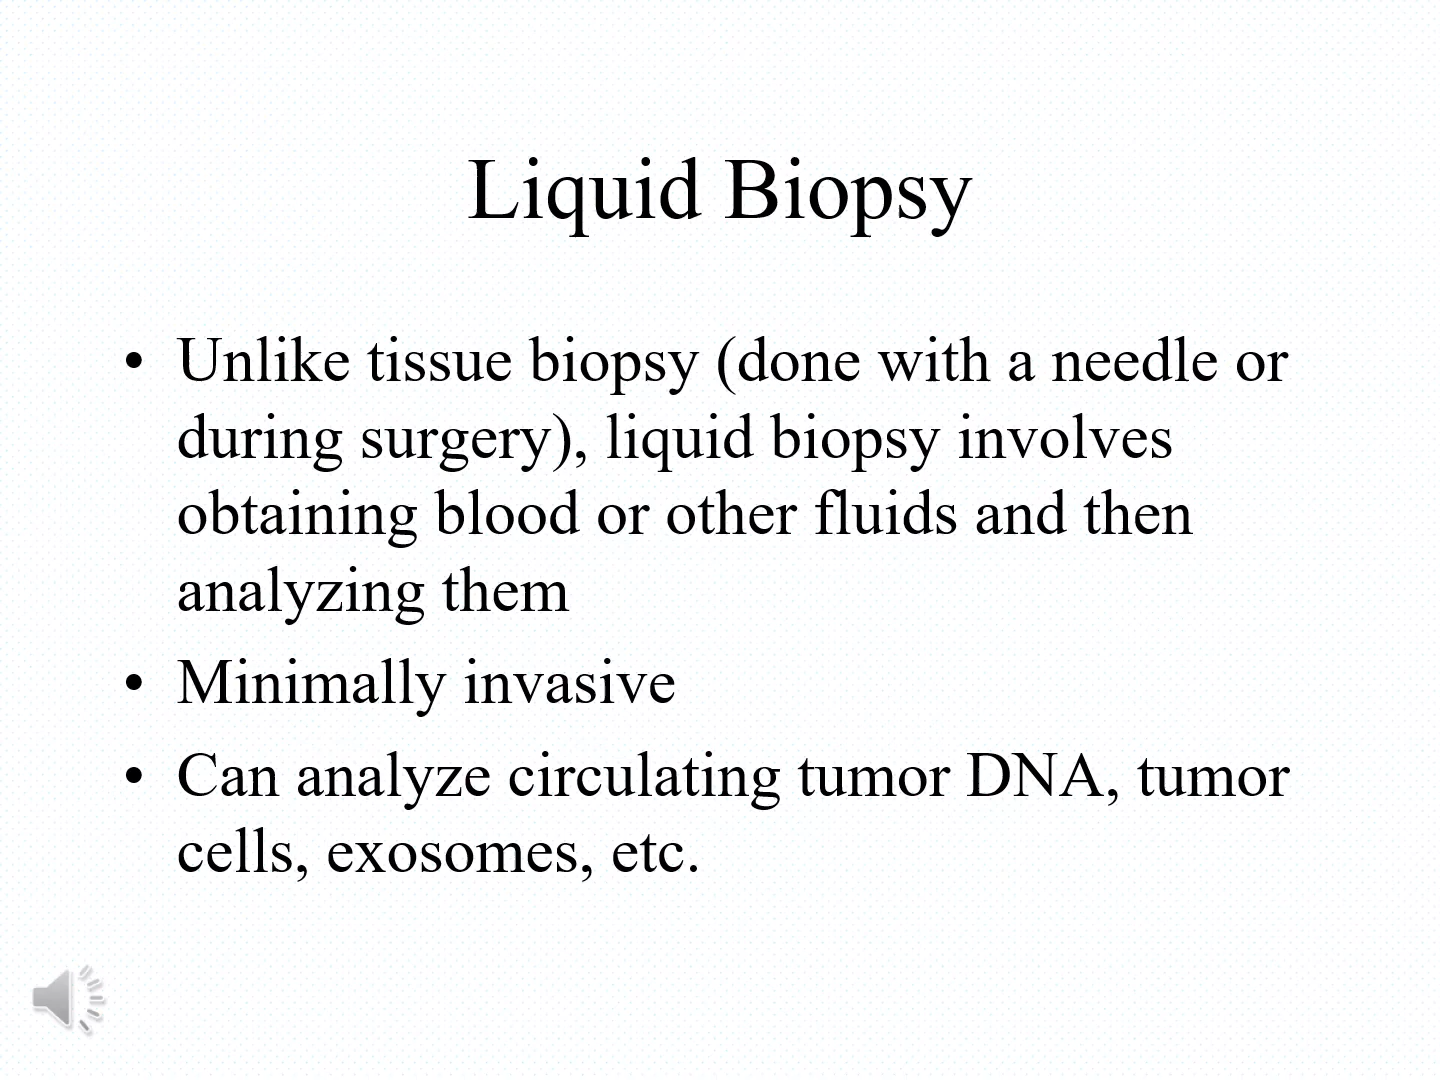 Liquid Biopsy
• Unlike tissue biopsy (done with a needle or
during surgery), liquid biopsy involves
obtaining blood or other fluids and then
analyzing them
• Minimally invasive
• Can analyze circulating tumor DNA, tumor
cells, exosomes, etc.